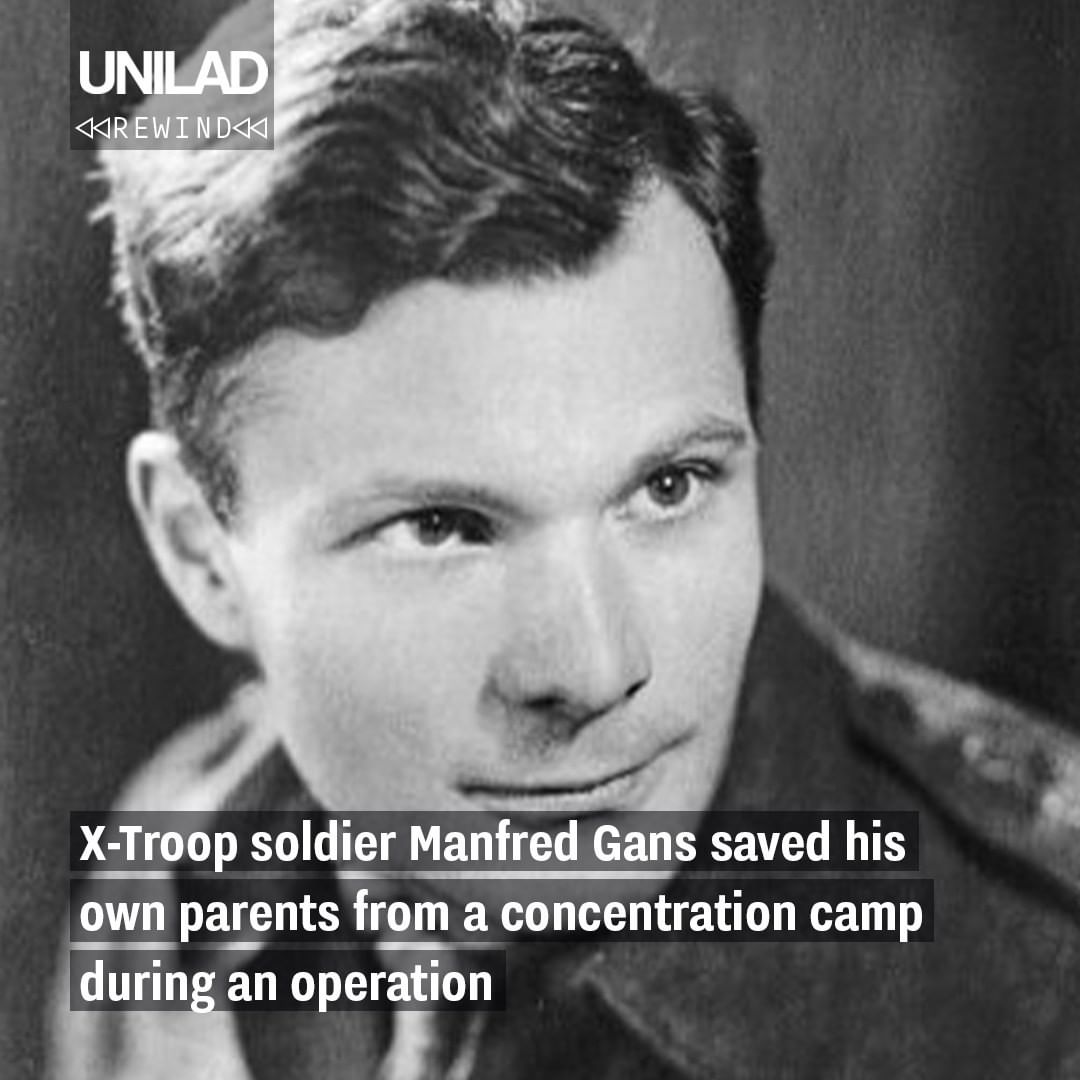 UNILAD
REWIND
X-Troop soldier Manfred Gans saved his
own parents from a concentration camp
during an operation